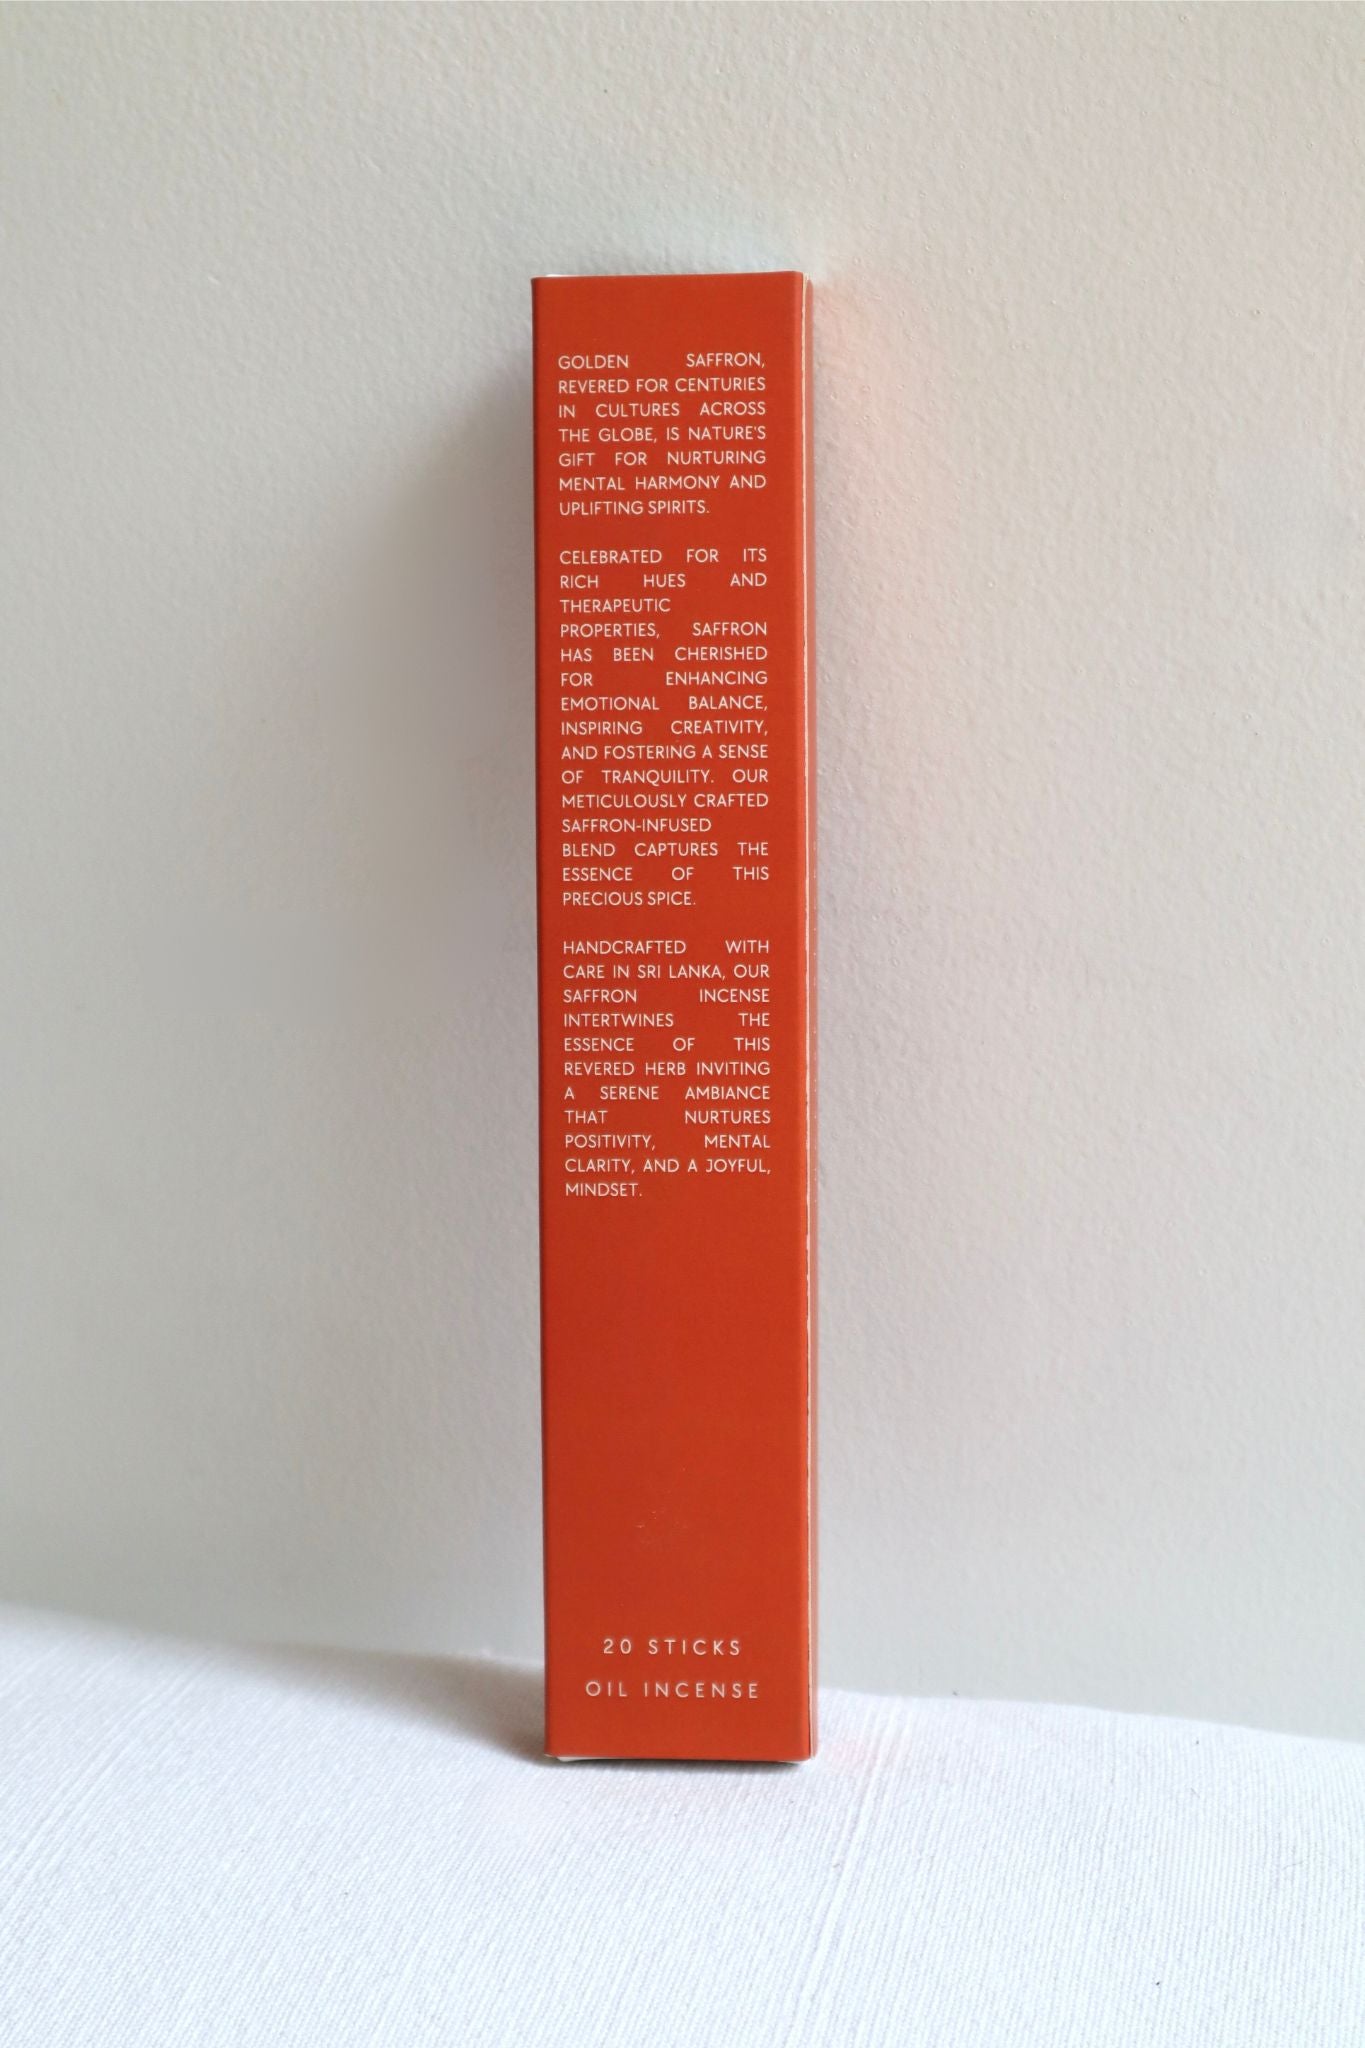 GOLDEN SAFFRON,
REVERED FOR CENTURIES
IN CULTURES ACROSS
THE GLOBE, IS NATURE'S
GIFT FOR NURTURING
MENTAL HARMONY AND
UPLIFTING SPIRITS.
CELEBRATED FOR ITS
RICH HUES AND
THERAPEUTIC
PROPERTIES, SAFFRON
HAS BEEN CHERISHED
FOR ENHANCING
EMOTIONAL BALANCE,
INSPIRING CREATIVITY,
AND FOSTERING A SENSE
OF TRANQUILITY. OUR
METICULOUSLY CRAFTED
SAFFRON-INFUSED
BLEND CAPTURES THE
ESSENCE OF THIS
PRECIOUS SPICE.
HANDCRAFTED WITH
CARE IN SRI LANKA, OUR
SAFFRON INCENSE
INTERTWINES THE
ESSENCE OF THIS
REVERED HERB INVITING
A SERENE AMBIANCE
THAT NURTURES
POSITIVITY, MENTAL
CLARITY, AND A JOYFUL,
MINDSET.
20 STICKS
OIL INCENSE